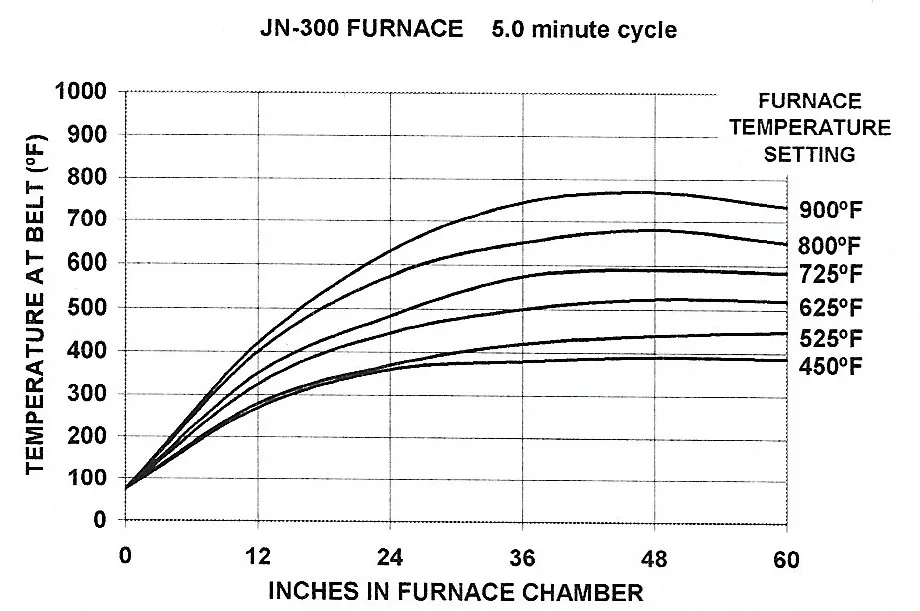 JN-300 FURNACE 5.0 minute cycle
FURNACE
TEMPERATURE
SETTING
TEMPERATURE AT BELT (ºF)
1000
900
800
700
600
500
400
300
200
100
0
900ºF
800ºF
725ºF
625ºF
525ºF
450ºF
0 12 24 36 48 60
INCHES IN FURNACE CHAMBER